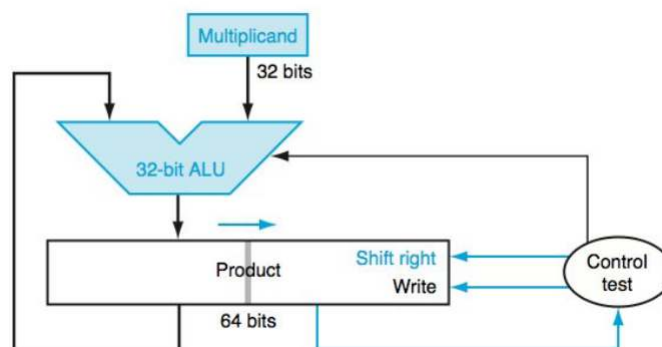 Multiplicand
32 bits
32-bit ALU
Product
Shift right
Write
64 bits
Control
test